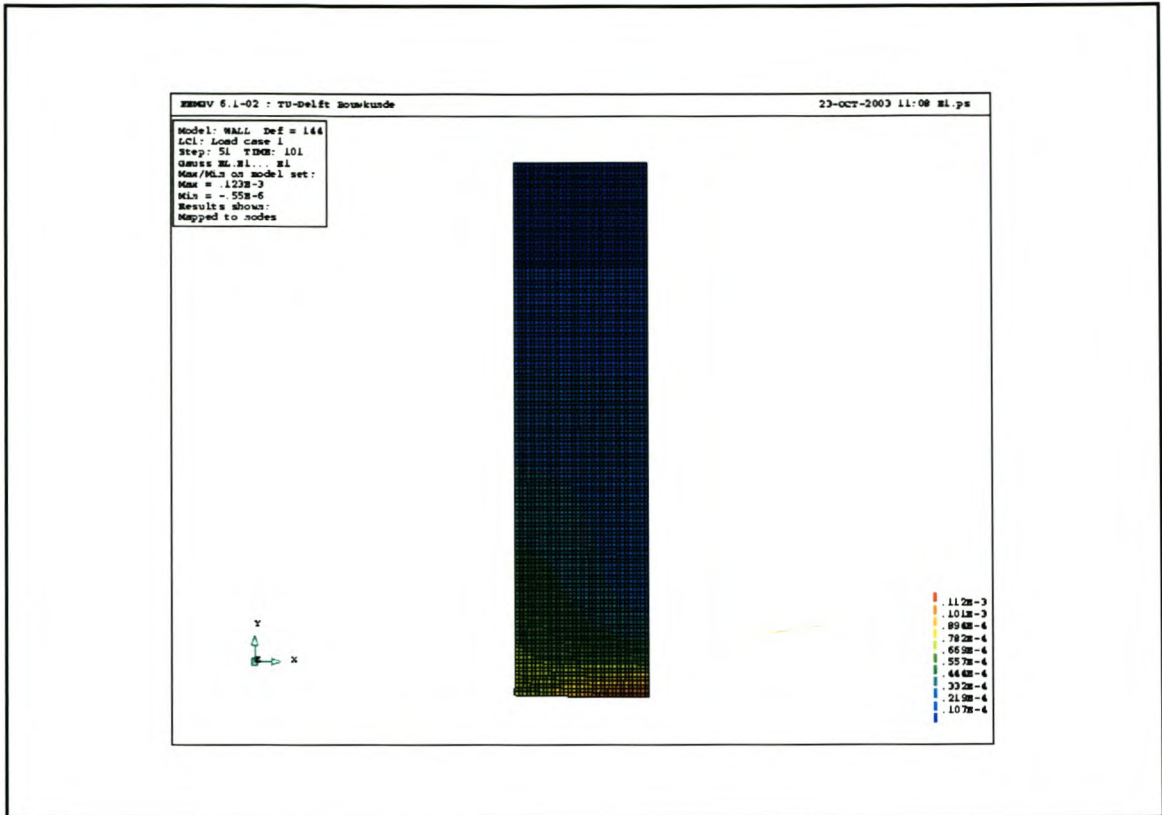 FEMGV 6.1-02 : TU-Delft Bouwkunde
23-OCT-2003 11:08 E1.ps
Model: WALL Def = 144
LC1: Load case 1
Step: 51 TIME: 101
Gauss EL.E1... E1
Max/Min on model set:
Max = .123E-3
Min = -.55E-6
Results shown:
Mapped to nodes
.112E-3
.101E-3
.894E-4
.782E-4
.669E-4
.557E-4
.444E-4
.332E-4
.219E-4
.107E-4
Y
X